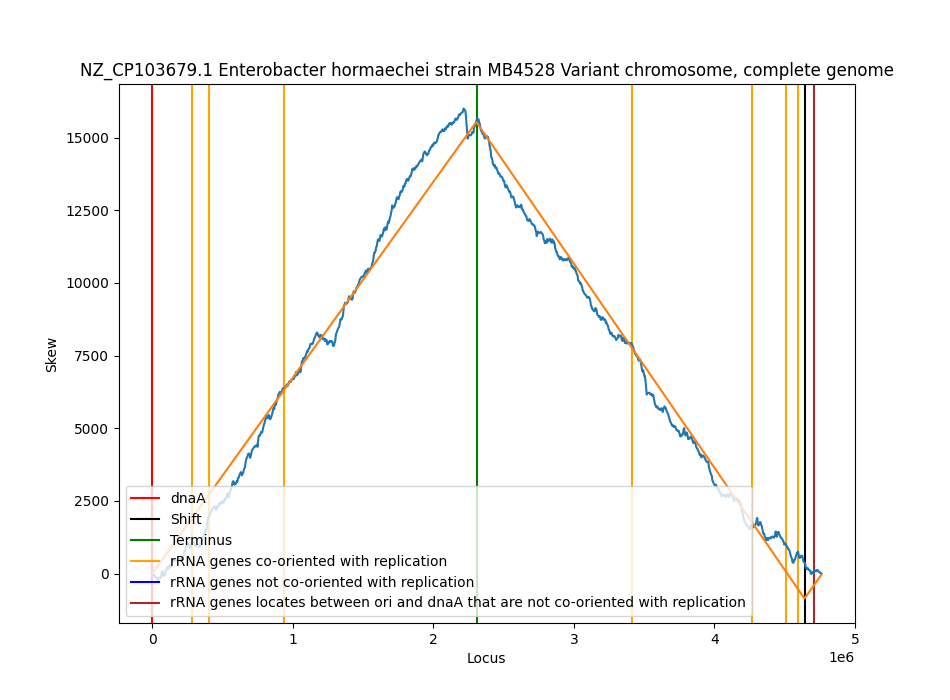 NZ_CP103679.1 Enterobacter hormaechei strain MB4528 Variant chromosome, complete genome
15000
12500
10000
7500
5000
2500
0
Skew
dnaA
Shift
Terminus
rRNA genes co-oriented with replication
rRNA genes not co-oriented with replication
rRNA genes locates between ori and dnaA that are not co-oriented with replication
0 1 2 3 4 5
Locus
1e6